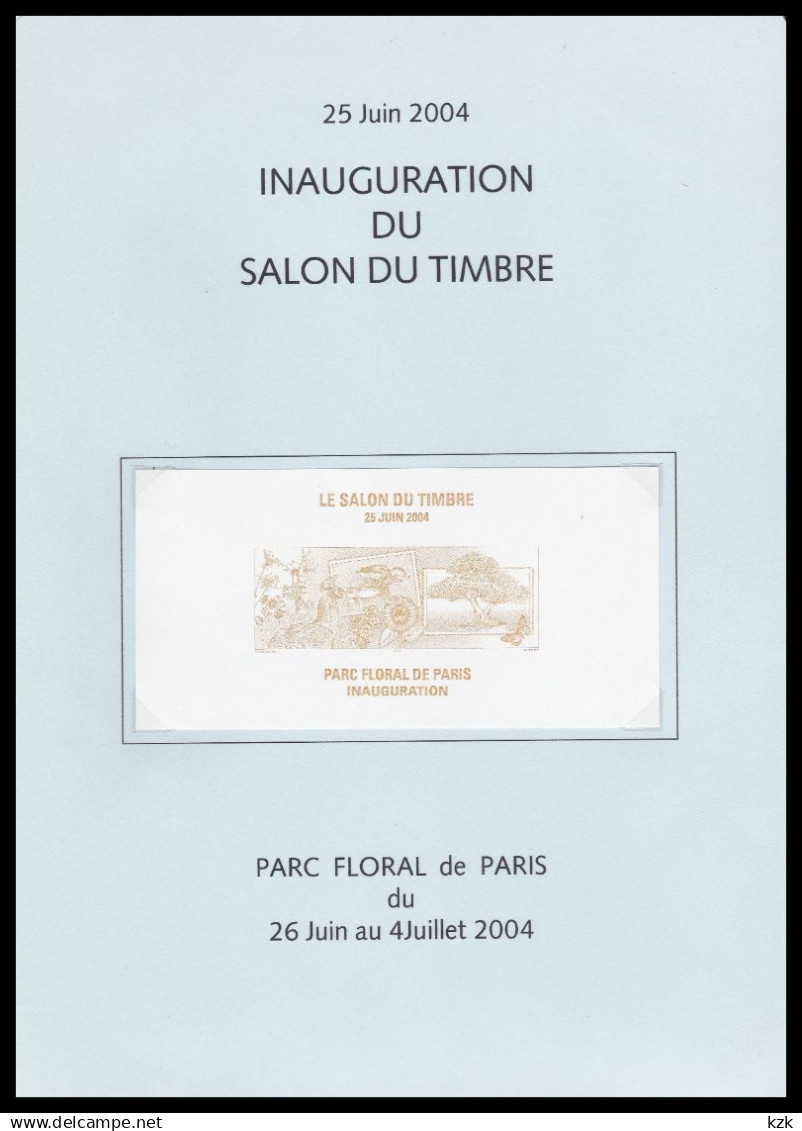 25 Juin 2004
INAUGURATION
DU
SALON DU TIMBRE
LE SALON DU TIMBRE
25 JUIN 2004
PARC FLORAL DE PARIS
INAUGURATION
PARC FLORAL de PARIS
du
26 Juin au 4Juillet 2004
delcampe.net
kzk